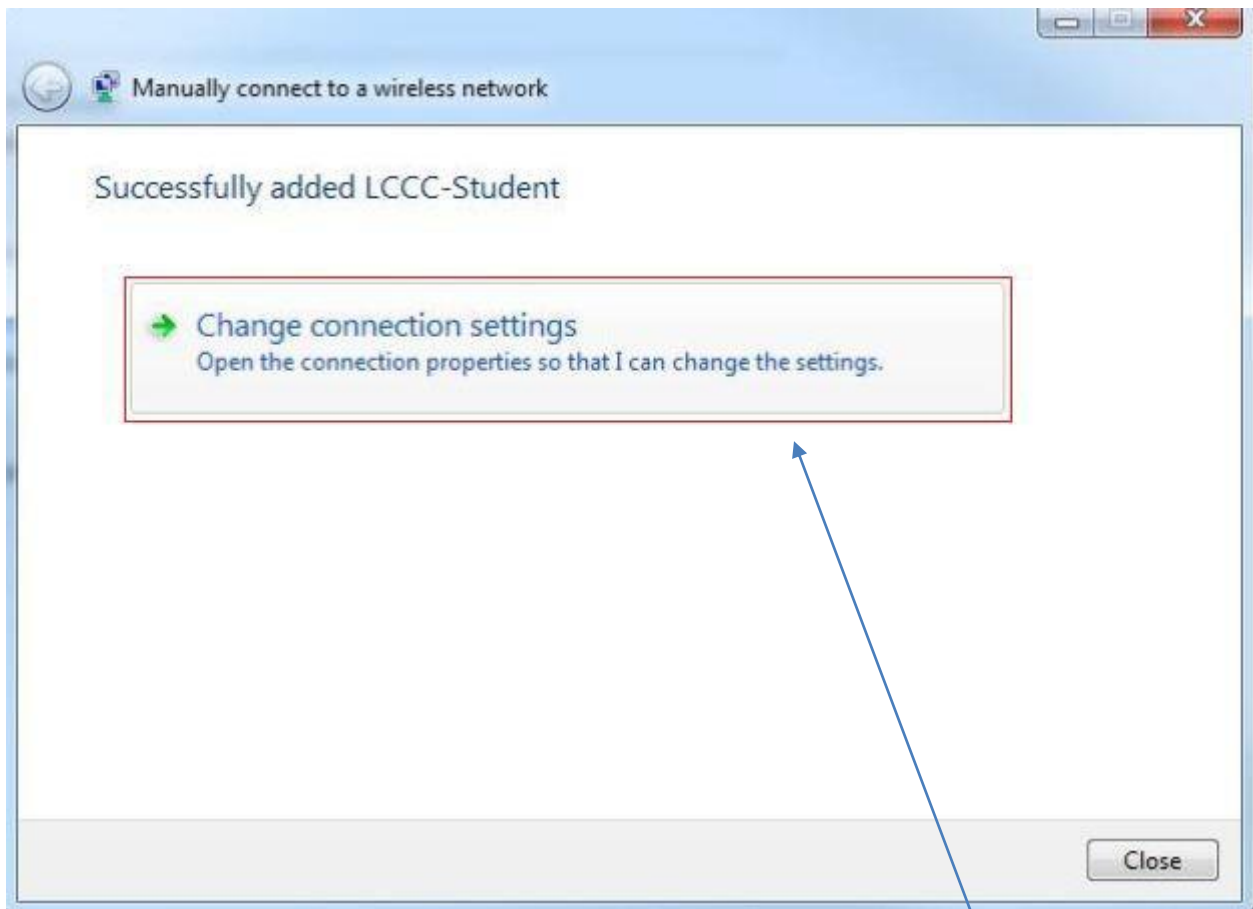 Manually connect to a wireless network
Successfully added LCCC-Student
Change connection settings
Open the connection properties so that I can change the settings.
Close